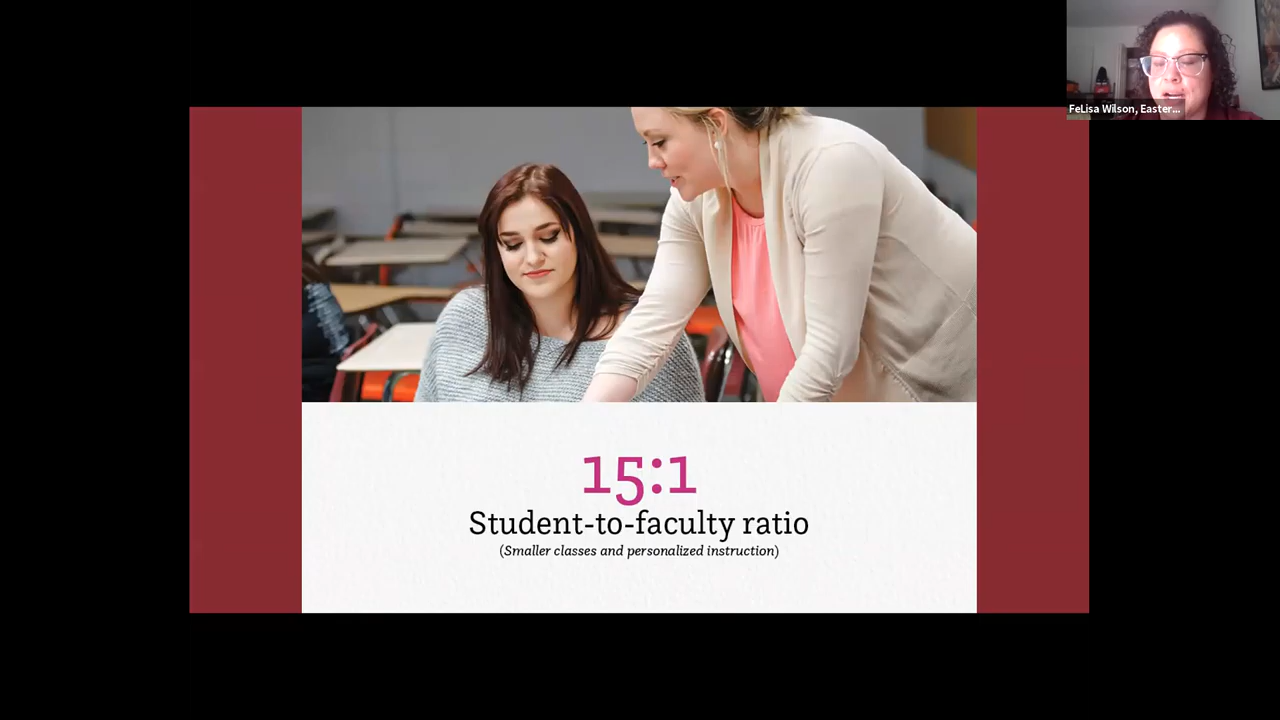 FeLisa Wilson, Easter...
15:1
Student-to-faculty ratio
(Smaller classes and personalized instruction)